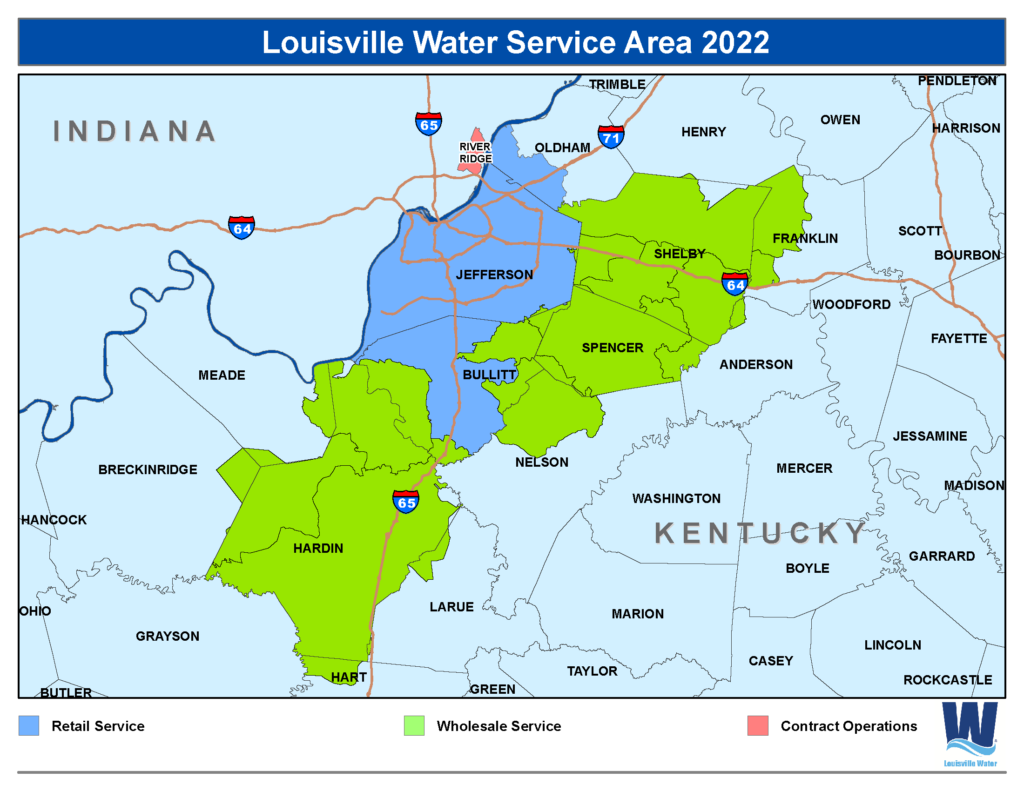 Louisville Water Service Area 2022
TRIMBLE
PENDLETON
INDIANA
65
71
HENRY
OWEN
HARRISON
RIVER
RIDGE
OLDHAM
64
FRANKLIN
SCOTT
SHELBY
BOURBON
JEFFERSON
64
WOODFORD
FAYETTE
SPENCER
ANDERSON
MEADE
BULLITT
JESSAMINE
NELSON
MERCER
BRECKINRIDGE
MADISON
WASHINGTON
65
HANCOCK
KENTUCKY
HARDIN
GARRARD
BOYLE
OHIO
LARUE
MARION
GRAYSON
LINCOLN
CASEY
TAYLOR
HART
ROCKCASTLE
GREEN
BUTLER
Retail Service
Wholesale Service
Contract Operations
W
Louisville Water